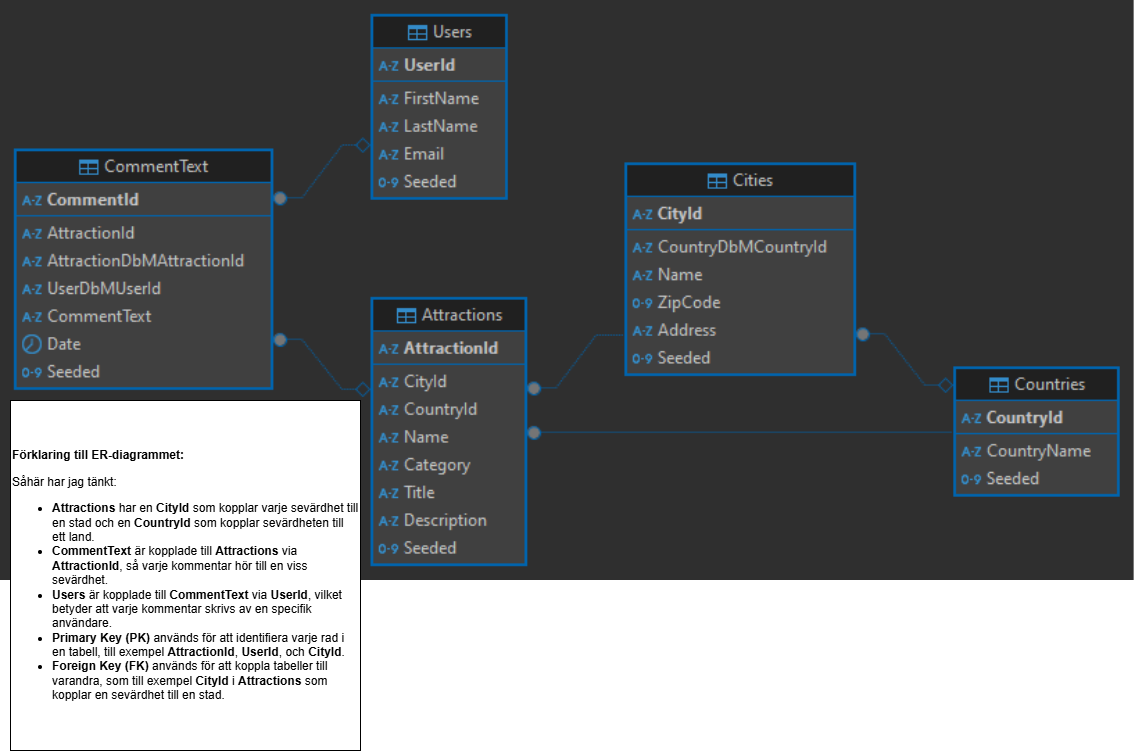 Users
A-Z UserId
A-Z FirstName
A-Z LastName
A-Z Email
0-9 Seeded
CommentText
A-Z CommentId
A-Z AttractionId
A-Z AttractionDbMAttractionId
A-Z UserDbMUserId
A-Z CommentText
Date
0-9 Seeded
Cities
A-Z CityId
A-Z CountryDbMCountryId
A-Z Name
0-9 ZipCode
A-Z Address
0-9 Seeded
Attractions
A-Z AttractionId
A-Z CityId
A-Z CountryId
A-Z Name
A-Z Category
A-Z Title
A-Z Description
0-9 Seeded
Countries
A-Z CountryId
A-Z CountryName
0-9 Seeded
Förklaring till ER-diagrammet:
Såhär har jag tänkt:
• Attractions har en CityId som kopplar varje sevärdhet till
en stad och en CountryId som kopplar sevärdheten till
ett land.
• CommentText är kopplade till Attractions via
AttractionId, så varje kommentar hör till en viss
sevärdhet.
• Users är kopplade till CommentText via UserId, vilket
betyder att varje kommentar skrivs av en specifik
användare.
• Primary Key (PK) används för att identifiera varje rad i
en tabell, till exempel AttractionId, UserId, och CityId.
• Foreign Key (FK) används för att koppla tabeller till
varandra, som till exempel CityId i Attractions som
kopplar en sevärdhet till en stad.